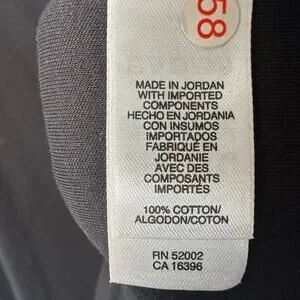 58
MADE IN JORDAN
WITH IMPORTED
COMPONENTS
HECHO EN JORDANIA
CON INSUMOS
IMPORTADOS
FABRIQUÉ EN
JORDANIE
AVEC DES
COMPOSANTS
IMPORTÉS
100% COTTON/
ALGODON/COTON
RN 52002
CA 16396